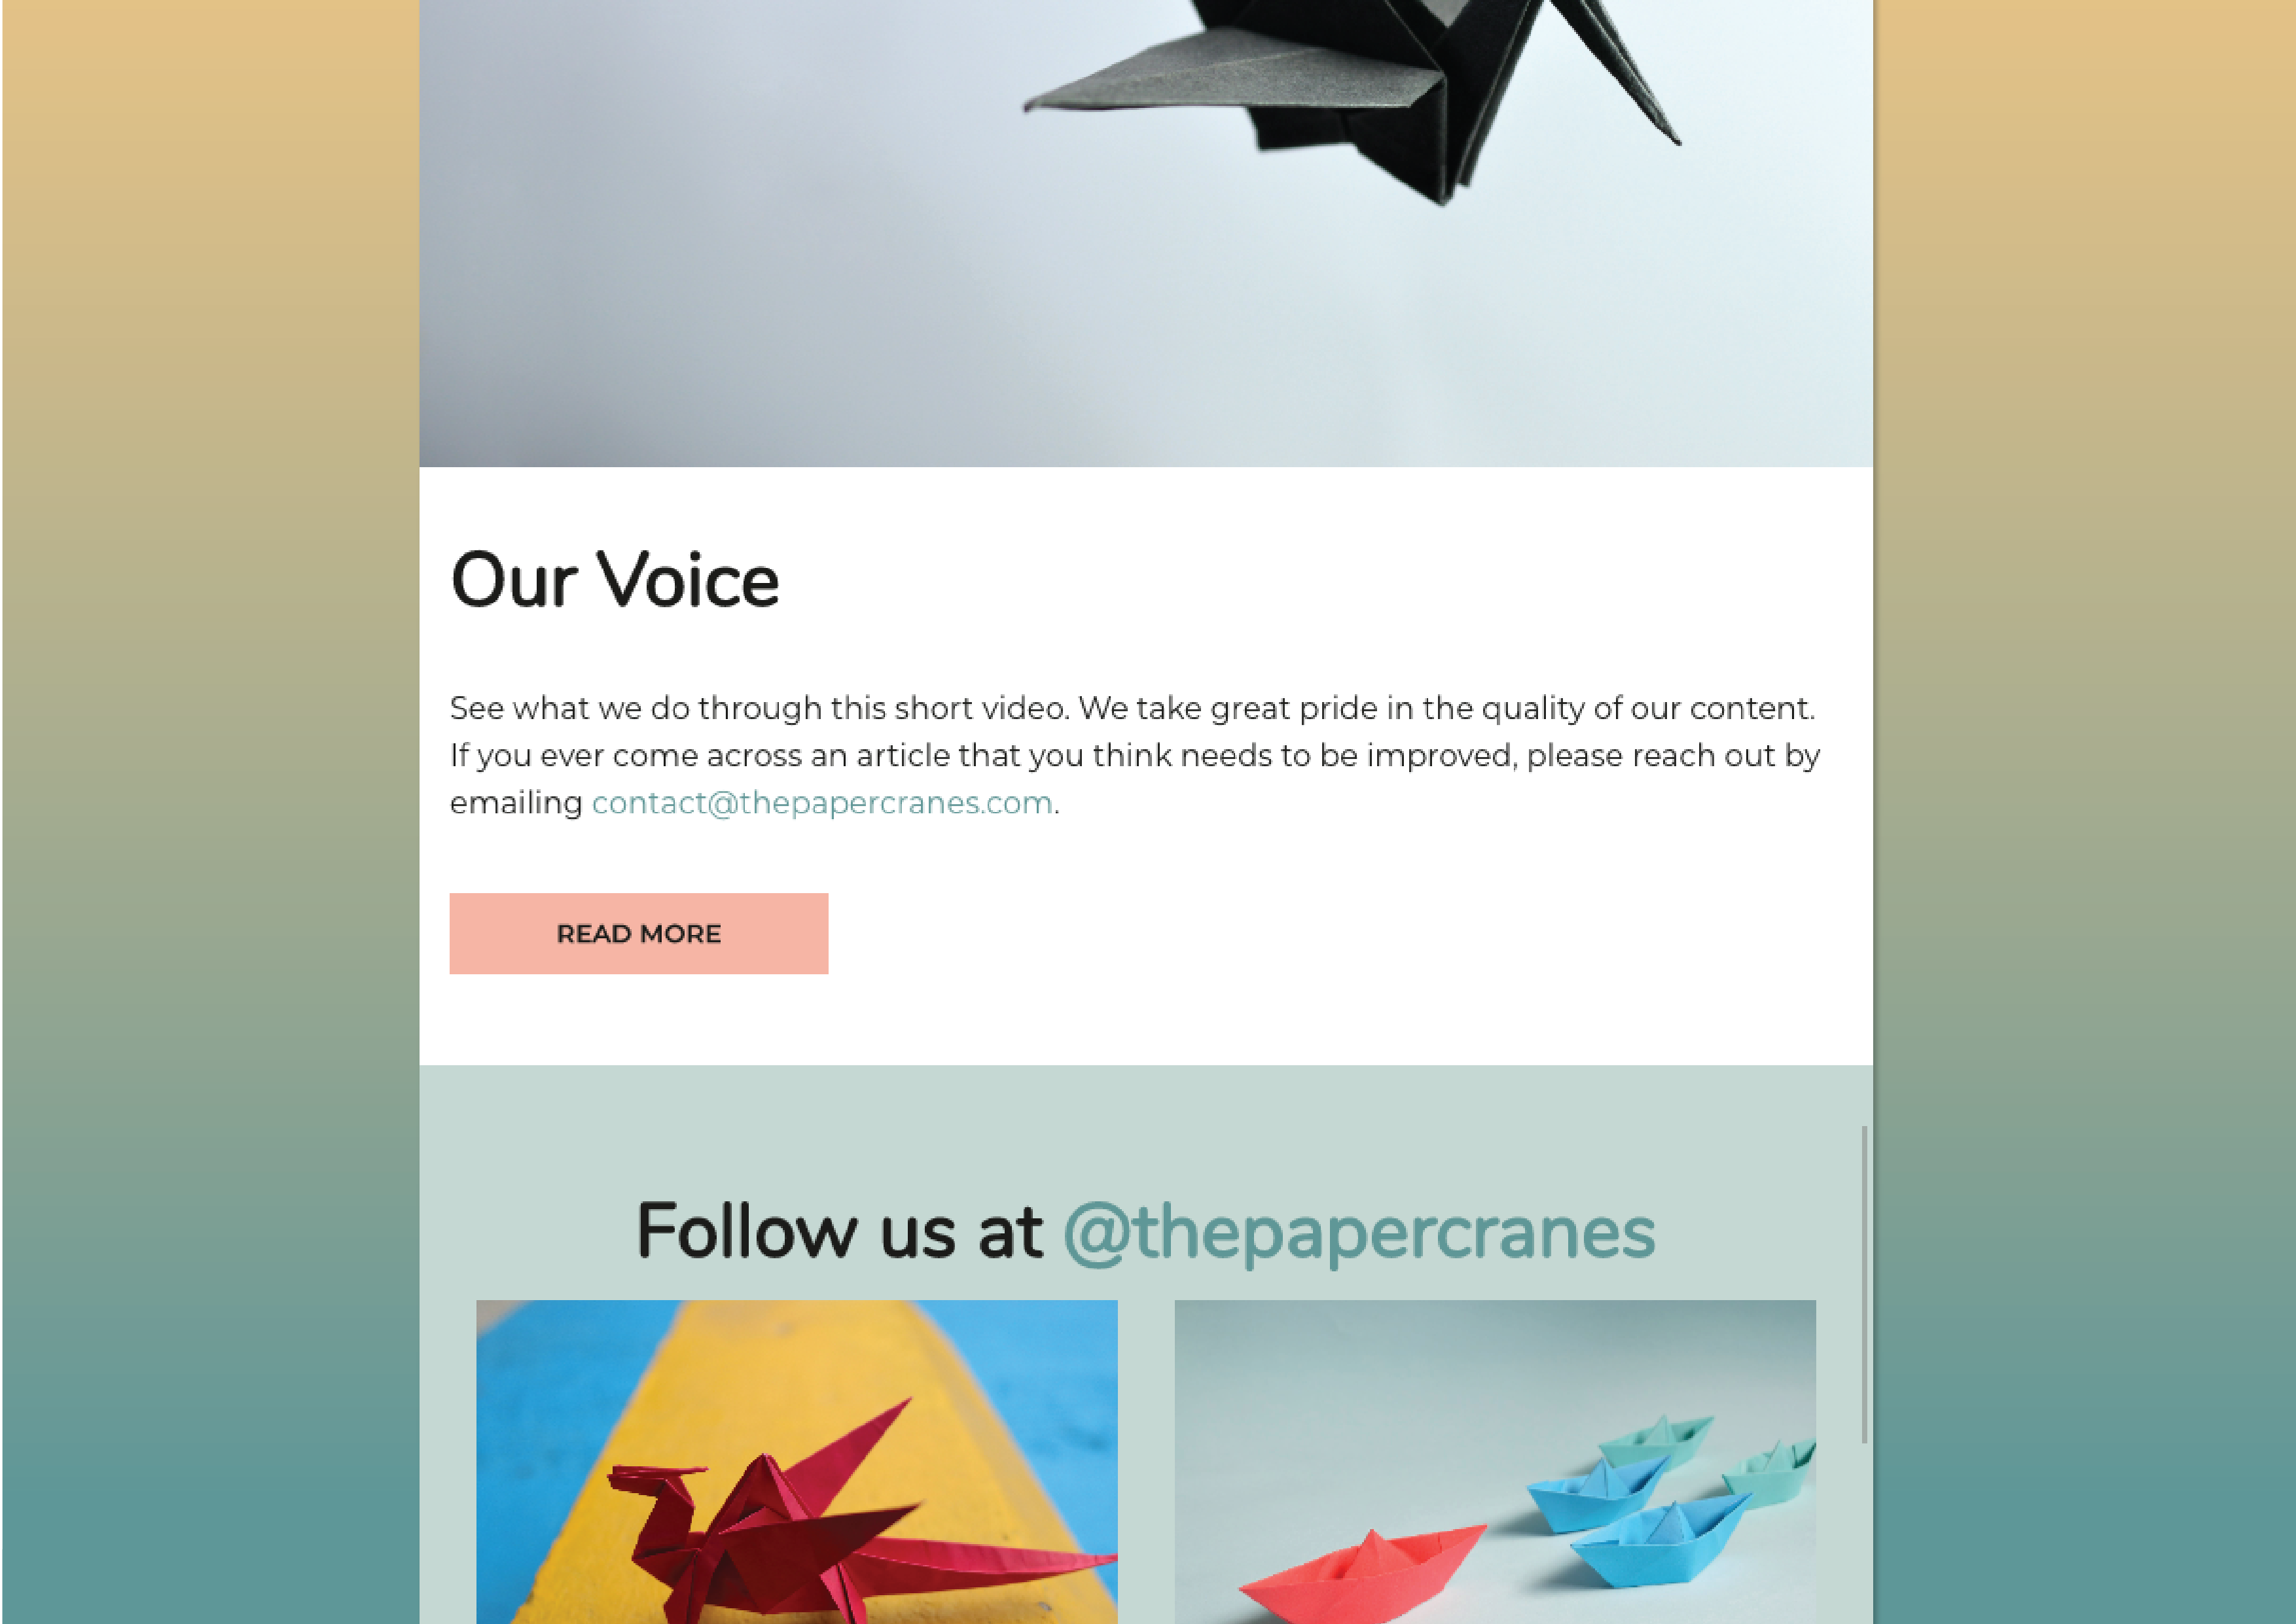 Our Voice
See what we do through this short video. We take great pride in the quality of our content.
If you ever come across an article that you think needs to be improved, please reach out by
emailing contact@thepapercranes.com.
READ MORE
Follow us at @thepapercranes